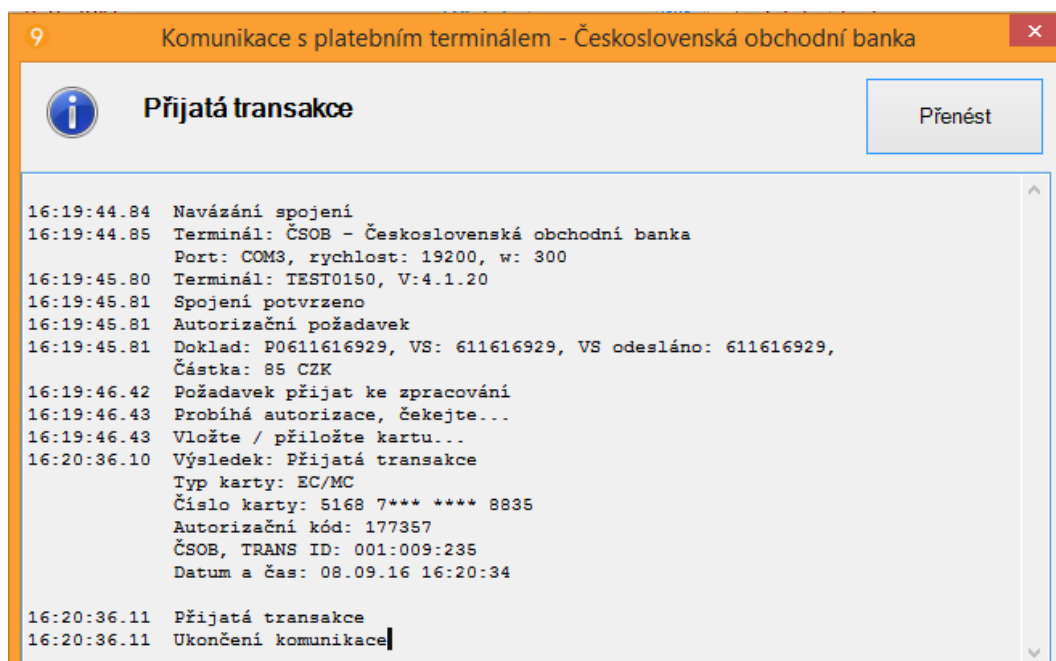 9
Komunikace s platebním terminálem - Československá obchodní banka
Přijatá transakce
Přenést
16:19:44.84 Navázání spojení
16:19:44.85 Terminál: ČSOB - Československá obchodní banka
Port: COM3, rychlost: 19200, w: 300
16:19:45.80 Terminál: TEST0150, V:4.1.20
16:19:45.81 Spojení potvrzeno
16:19:45.81 Autorizační požadavek
16:19:45.81 Doklad: P0611616929, VS: 611616929, VS odesláno: 611616929,
Částka: 85 CZK
16:19:46.42 Požadavek přijat ke zpracování
16:19:46.43 Probíhá autorizace, čekejte...
16:19:46.43 Vložte / přiložte kartu...
16:20:36.10 Výsledek: Přijatá transakce
Typ karty: EC/MC
Číslo karty: 5168 7*** **** 8835
Autorizační kód: 177357
ČSOB, TRANS ID: 001:009:235
Datum a čas: 08.09.16 16:20:34
16:20:36.11 Přijatá transakce
16:20:36.11 Ukončení komunikace